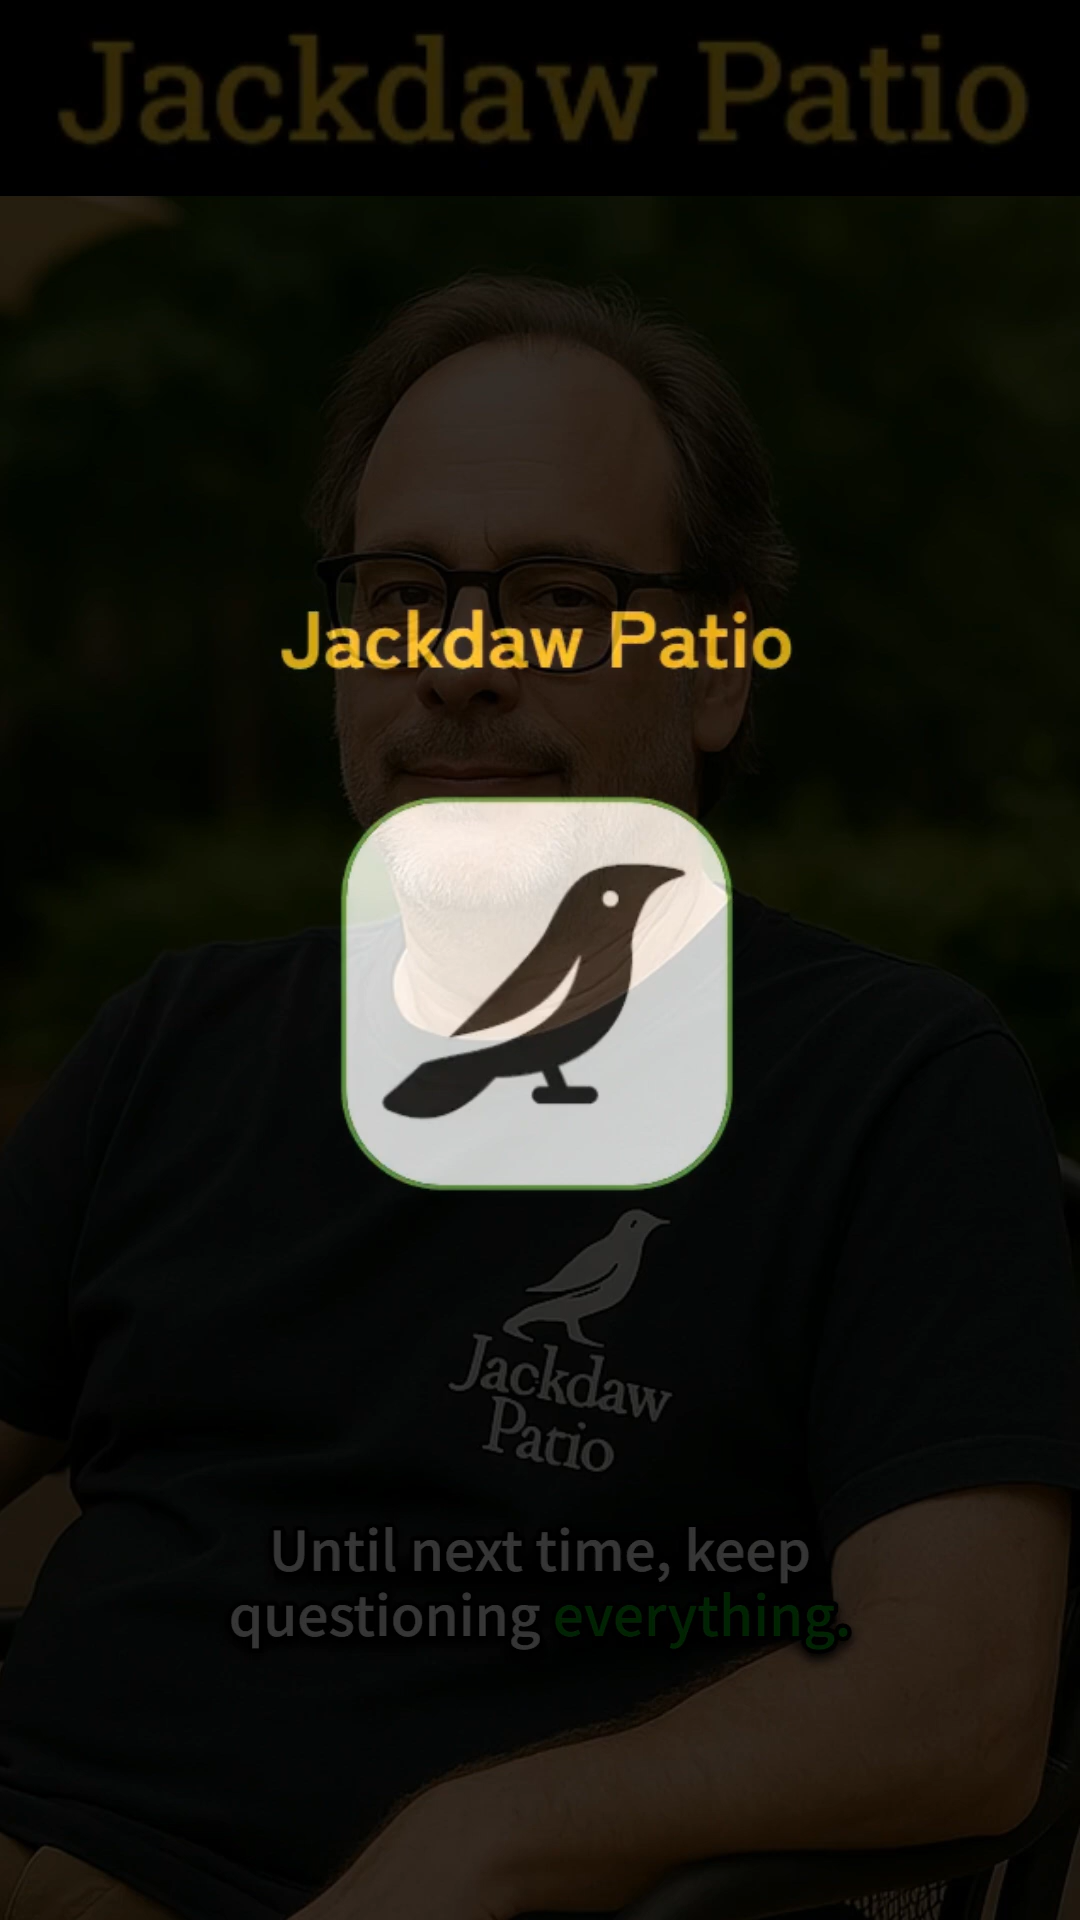 Jackdaw Patio
Jackdaw Patio
Jackdaw
Patio
Until next time, keep
questioning everything.